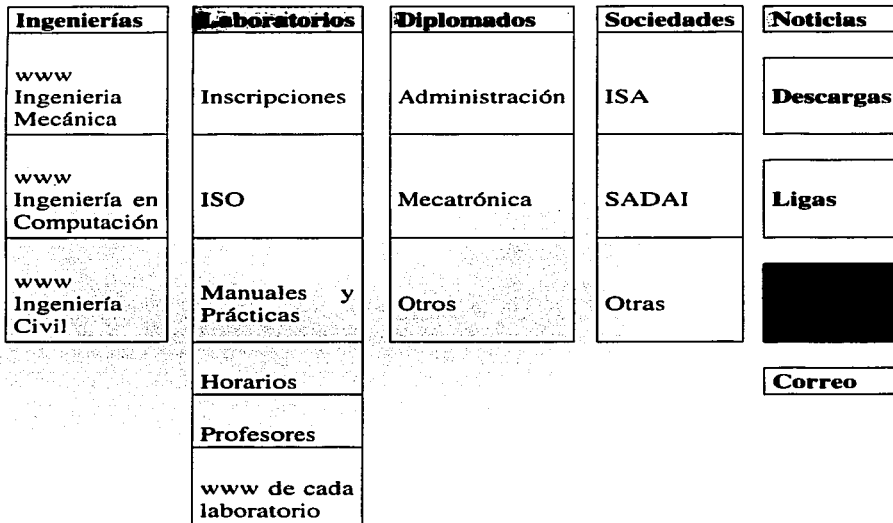 Ingenierías
www
Ingenieria
Mecánica
www
Ingeniería en
Computación
www
Ingeniería
Civil
Laboratorios
Inscripciones
ISO
Manuales y
Prácticas
Horarios
Profesores
www de cada
laboratorio
Diplomados
Administración
Mecatrónica
Otros
Sociedades
ISA
SADAI
Otras
Noticias
Descargas
Ligas
Correo